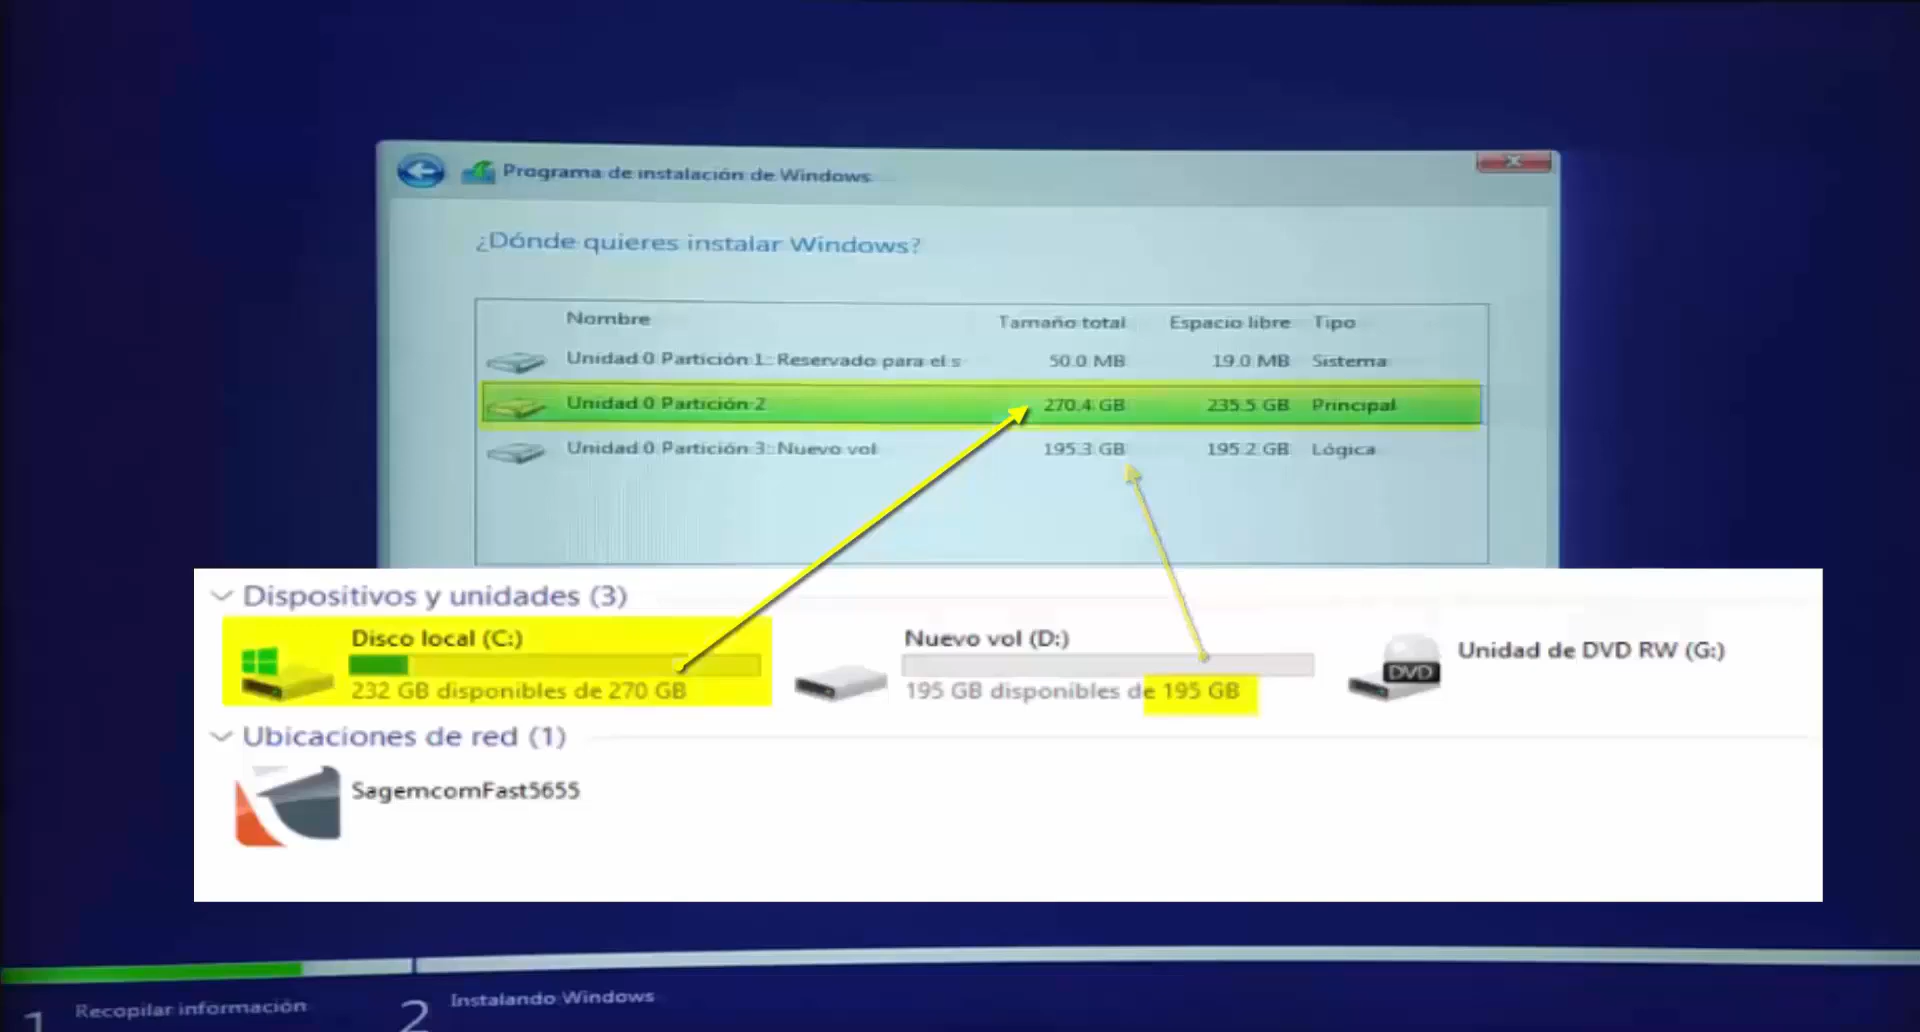 Programa de instalación de Windows
¿Dónde quieres instalar Windows?
Nombre Tamaño total Espacio libre Tipo
Unidad 0 Partición 1: Reservado para el s 50.0 MB 19.0 MB Sistema
Unidad 0 Partición 2 270.4 GB 235.5 GB Principal
Unidad 0 Partición 3: Nuevo vol 195.3 GB 195.2 GB Lógica
Dispositivos y unidades (3)
Disco local (C:)
232 GB disponibles de 270 GB
Nuevo vol (D:)
195 GB disponibles de 195 GB
Unidad de DVD RW (G:)
DVD
Ubicaciones de red (1)
SagemcomFast5655
1 Recopilar información
2 Instalando Windows